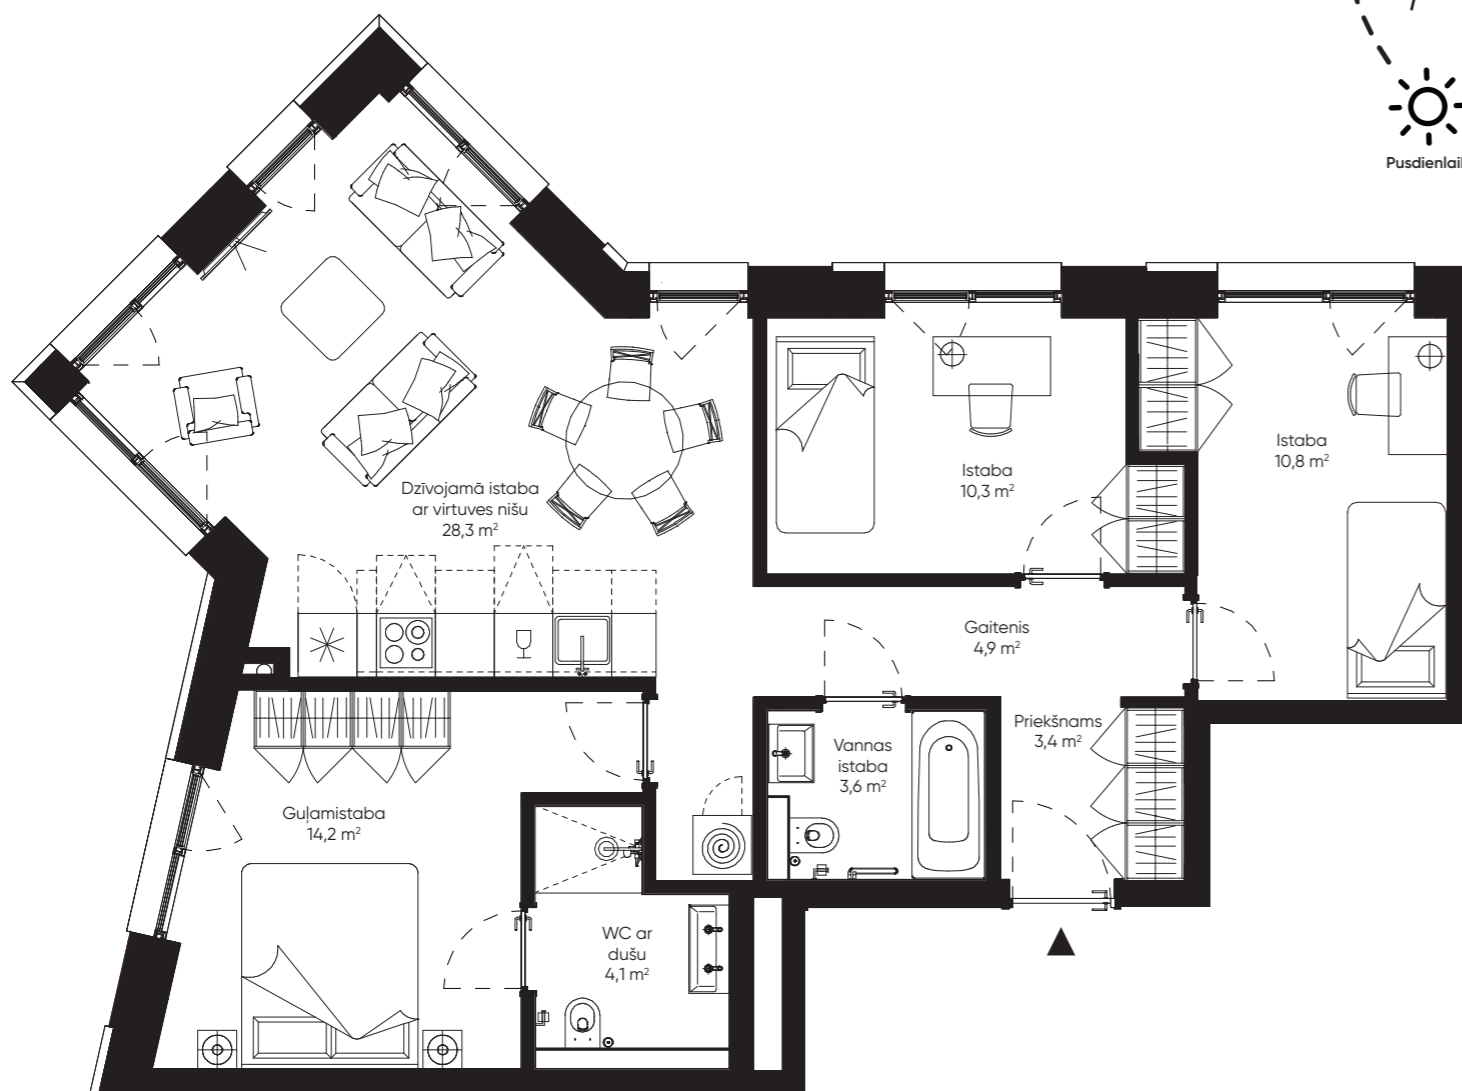 Pusdienlail
Istaba
10,8 m²
Istaba
10,3 m²
Dzīvojamā istaba
ar virtuves nišu
28,3 m²
Gaitenis
4,9 m²
Priekšnams
3,4 m²
Vannas
istaba
3,6 m²
Guļamistaba
14,2 m²
WC ar
dušu
4,1 m²